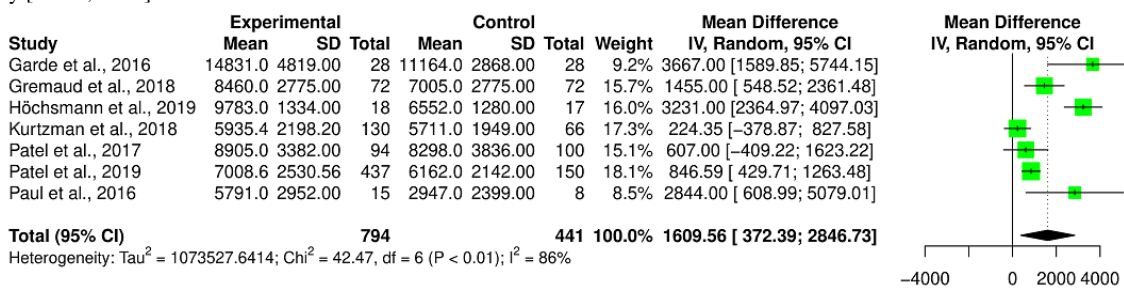 Experimental Control Mean Difference Mean Difference
Study Mean SD Total Mean SD Total Weight IV, Random, 95% CI IV, Random, 95% CI
Garde et al., 2016 14831.0 4819.00 28 11164.0 2868.00 28 9.2% 3667.00 [1589.85; 5744.15]
Gremaud et al., 2018 8460.0 2775.00 72 7005.0 2775.00 72 15.7% 1455.00 [ 548.52; 2361.48]
Höchsmann et al., 2019 9783.0 1334.00 18 6552.0 1280.00 17 16.0% 3231.00 [2364.97; 4097.03]
Kurtzman et al., 2018 5935.4 2198.20 130 5711.0 1949.00 66 17.3% 224.35 [−378.87; 827.58]
Patel et al., 2017 8905.0 3382.00 94 8298.0 3836.00 100 15.1% 607.00 [−409.22; 1623.22]
Patel et al., 2019 7008.6 2530.56 437 6162.0 2142.00 150 18.1% 846.59 [ 429.71; 1263.48]
Paul et al., 2016 5791.0 2952.00 15 2947.0 2399.00 8 8.5% 2844.00 [ 608.99; 5079.01]
Total (95% CI) 794 441 100.0% 1609.56 [ 372.39; 2846.73]
Heterogeneity: Tau² = 1073527.6414; Chi² = 42.47, df = 6 (P < 0.01); I² = 86%
−4000 0 2000 4000